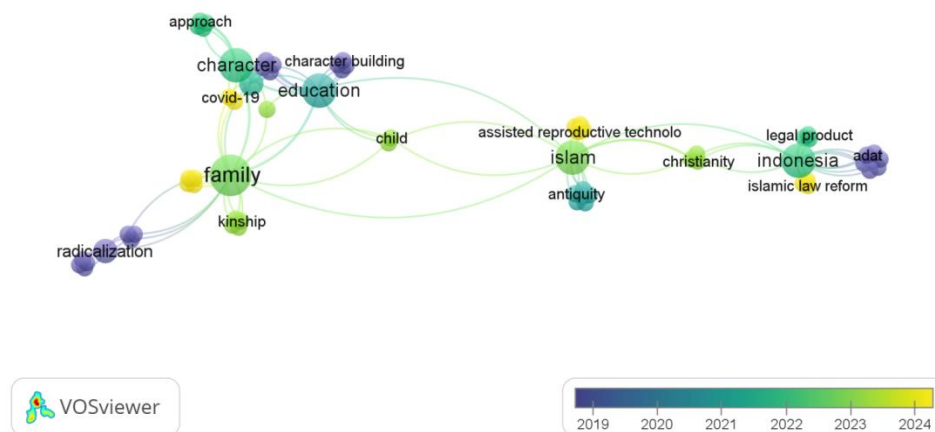 approach
character
character building
education
covid-19
child
assisted reproductive technolo
legal product
islam
christianity
indonesia
adat
family
antiquity
islamic law reform
kinship
radicalization
VOSviewer
2019 2020 2021 2022 2023 2024